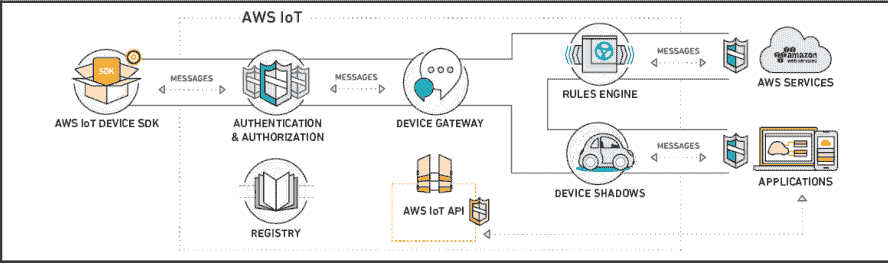 AWS IoT
SDK
MESSAGES
MESSAGES
MESSAGES
amazon
web services
AWS IoT DEVICE SDK
AUTHENTICATION
& AUTHORIZATION
DEVICE GATEWAY
RULES ENGINE
AWS SERVICES
MESSAGES
REGISTRY
AWS IoT API
DEVICE SHADOWS
APPLICATIONS